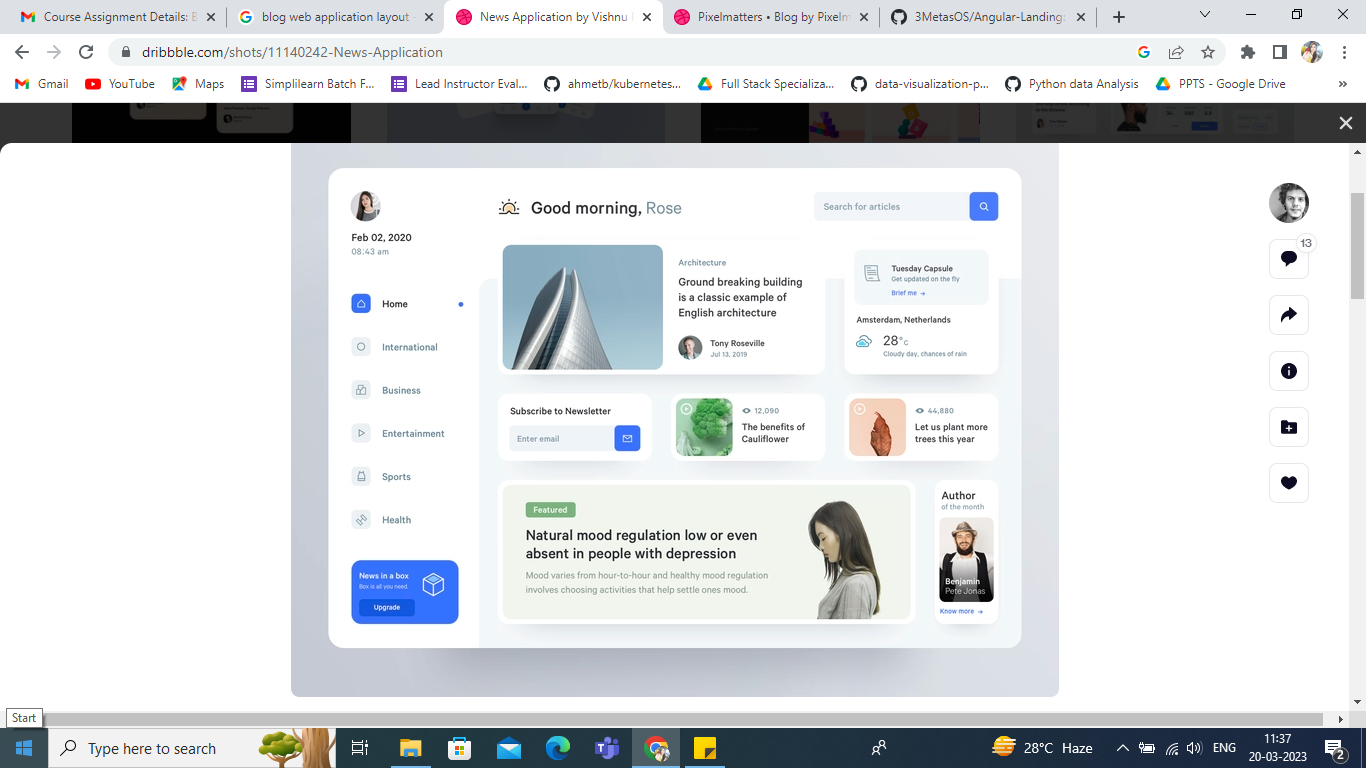 Course Assignment Details: B
blog web application layout -
News Application by Vishnu
Pixelmatters • Blog by Pixelm
3MetasOS/Angular-Landing:
dribbble.com/shots/11140242-News-Application
Gmail
YouTube
Maps
Simplilearn Batch F...
Lead Instructor Eval...
ahmetb/kubernetes...
Full Stack Specializa...
data-visualization-p...
Python data Analysis
PPTS - Google Drive
»
Feb 02, 2020
08:43 am
Home
International
Business
Entertainment
Sports
Health
News in a box
Box is all you need.
Upgrade
Good morning, Rose
Search for articles
Architecture
Ground breaking building
is a classic example of
English architecture
Tony Roseville
Jul 13, 2019
Tuesday Capsule
Get updated on the fly
Brief me →
Amsterdam, Netherlands
28°C
Cloudy day, chances of rain
Subscribe to Newsletter
Enter email
12,090
The benefits of
Cauliflower
44,880
Let us plant more
trees this year
Featured
Natural mood regulation low or even
absent in people with depression
Mood varies from hour-to-hour and healthy mood regulation
involves choosing activities that help settle ones mood.
Author
of the month
Benjamin
Pete Jonas
Know more →
13
Start
Type here to search
28°C Haze
ENG
11:37
20-03-2023
2